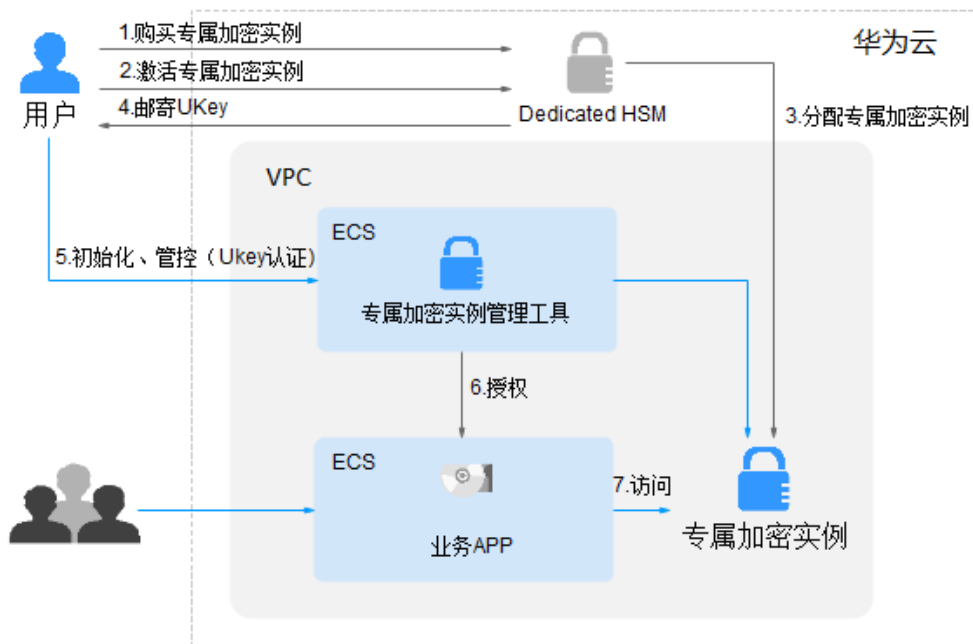 1.购买专属加密实例
华为云
2.激活专属加密实例
4.邮寄UKey
用户
Dedicated HSM
3.分配专属加密实例
VPC
ECS
5.初始化、管控（Ukey认证)
专属加密实例管理工具
6.授权
ECS
7.访问
业务APP
专属加密实例